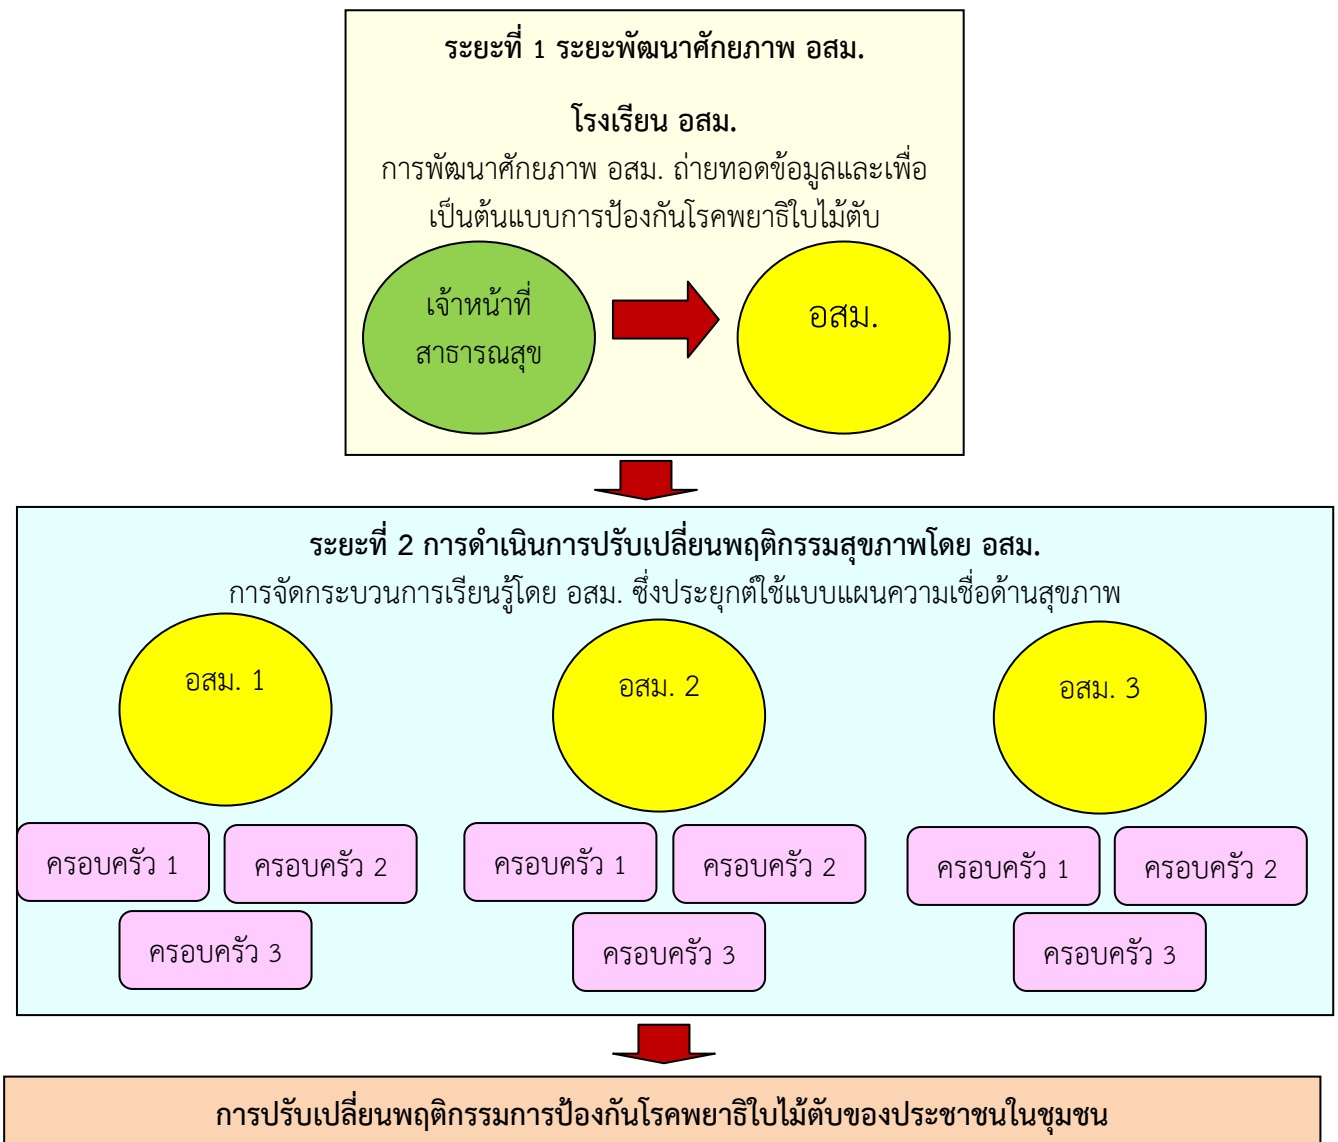 ระยะที่ 1 ระยะพัฒนาศักยภาพ อสม.
โรงเรียน อสม.
การพัฒนาศักยภาพ อสม. ถ่ายทอดข้อมูลและเพื่อ
เป็นต้นแบบการป้องกันโรคพยาธิใบไม้ตับ
เจ้าหน้าที่
สาธารณสุข
อสม.
ระยะที่ 2 การดำเนินการปรับเปลี่ยนพฤติกรรมสุขภาพโดย อสม.
การจัดกระบวนการเรียนรู้โดย อสม. ซึ่งประยุกต์ใช้แบบแผนความเชื่อด้านสุขภาพ
อสม. 1
อสม. 2
อสม. 3
ครอบครัว 1
ครอบครัว 2
ครอบครัว 1
ครอบครัว 2
ครอบครัว 1
ครอบครัว 2
ครอบครัว 3
ครอบครัว 3
ครอบครัว 3
การปรับเปลี่ยนพฤติกรรมการป้องกันโรคพยาธิใบไม้ตับของประชาชนในชุมชน